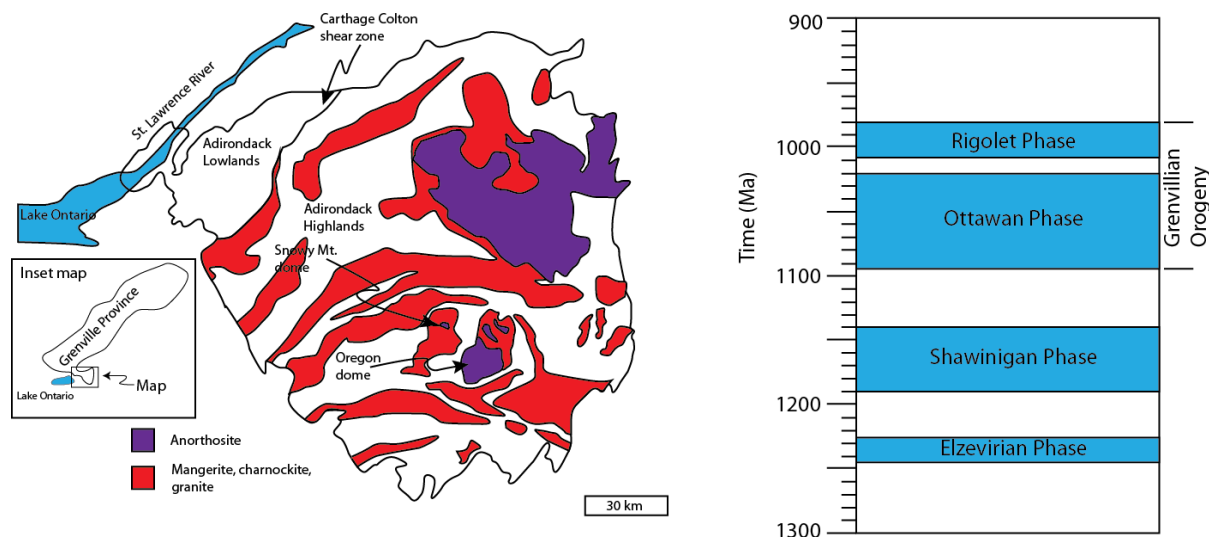 Carthage Colton
shear zone
St. Lawrence River
Adirondack
Lowlands
Lake Ontario
Adirondack
Highlands
Snowy Mt.
dome
Inset map
Grenville Province
Map
Lake Ontario
Oregon
dome
Anorthosite
Mangerite, charnockite,
granite
30 km
Time (Ma)
900
1000
1100
1200
1300
Rigolet Phase
Ottawan Phase
Shawinigan Phase
Elzevirian Phase
Grenvillian
Orogeny